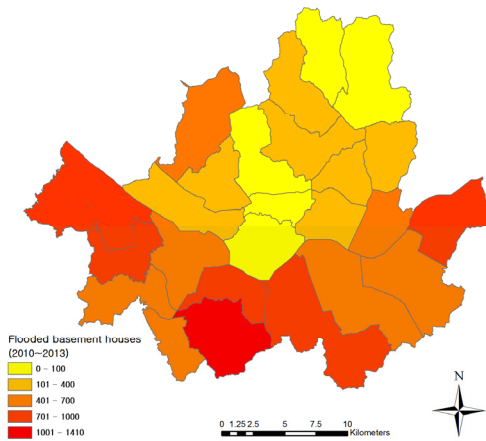 Flooded basement houses
(2010~2013)
0 - 100
101 - 400
401 - 700
701 - 1000
1001 - 1410
N
0 1.25 2.5 5 7.5 10
Kilometers